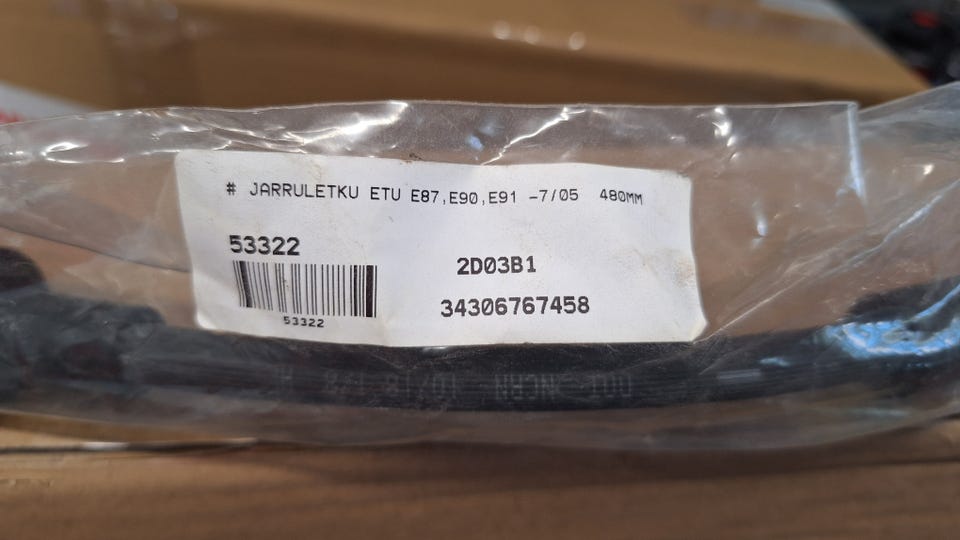 # JARRULETKU ETU E87,E90,E91 -7/05 480MM
53322
2D03B1
53322
34306767458